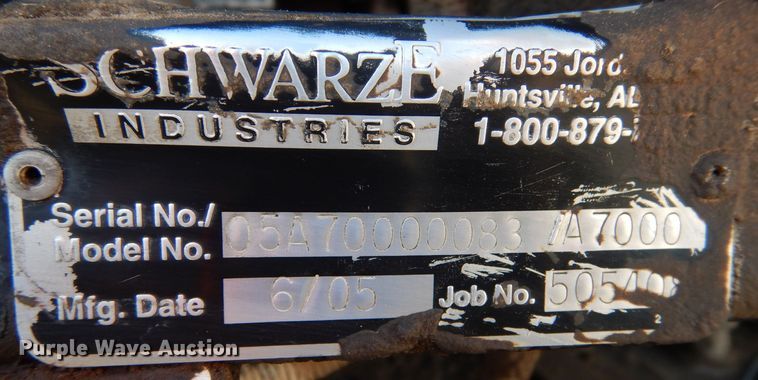 SCHWARZE
INDUSTRIES
1055
Huntsville, AL
1-800-879-
Serial No./
Model No.
05A70000083 /A7000
Mfg. Date
6/05
Job No.
2
Purple Wave Auction